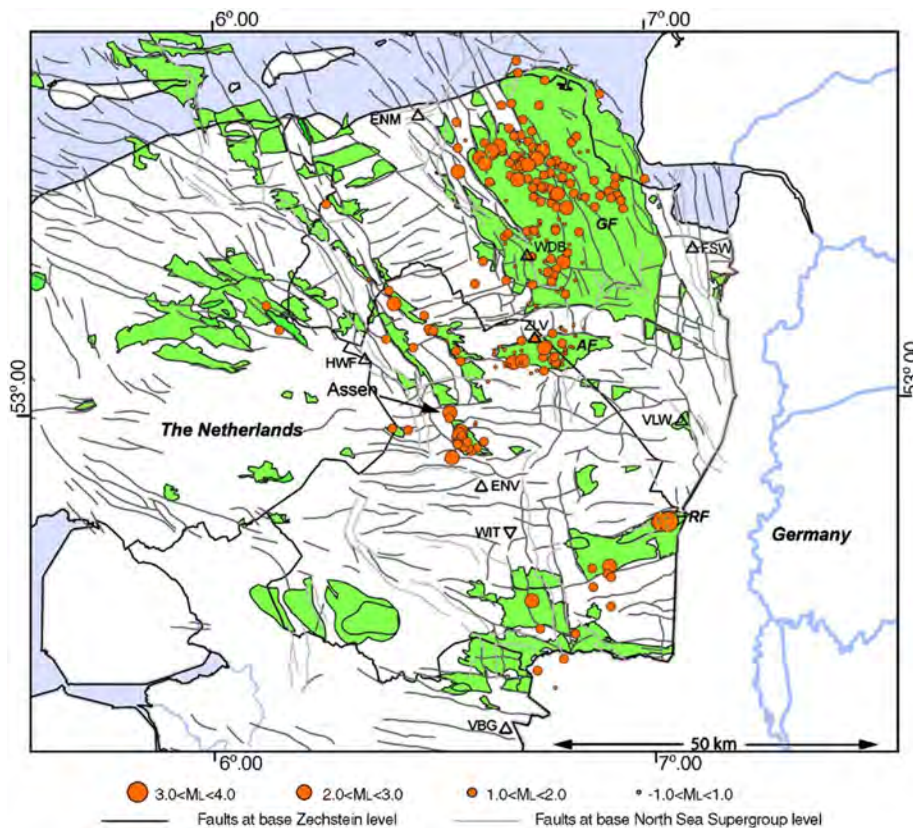 6°.00 7°.00
ENM
GF
WDB
FSW
ZLV
AF
HWF
53°.00 53°.00
Assen
VLW
The Netherlands
ENV
RF
WIT
Germany
VBG
50 km
6°.00 7°.00
3.0<ML<4.0 2.0<ML<3.0 1.0<ML<2.0 -1.0<ML<1.0
Faults at base Zechstein level Faults at base North Sea Supergroup level